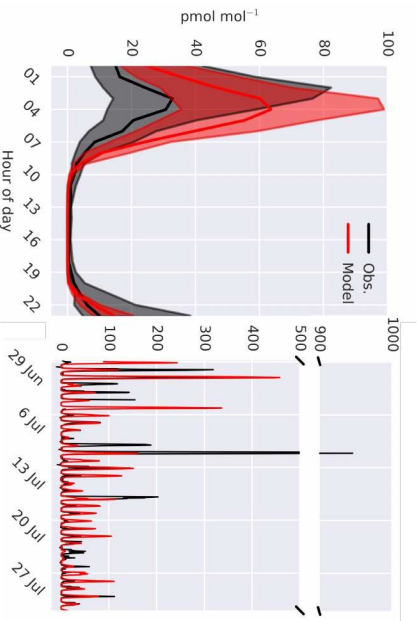 pmol mol⁻¹
0
20
40
60
80
100
01
04
07
10
13
16
19
22
Hour of day
Obs.
Model
0
100
200
300
400
500
900
1000
29 Jun
6 Jul
13 Jul
20 Jul
27 Jul